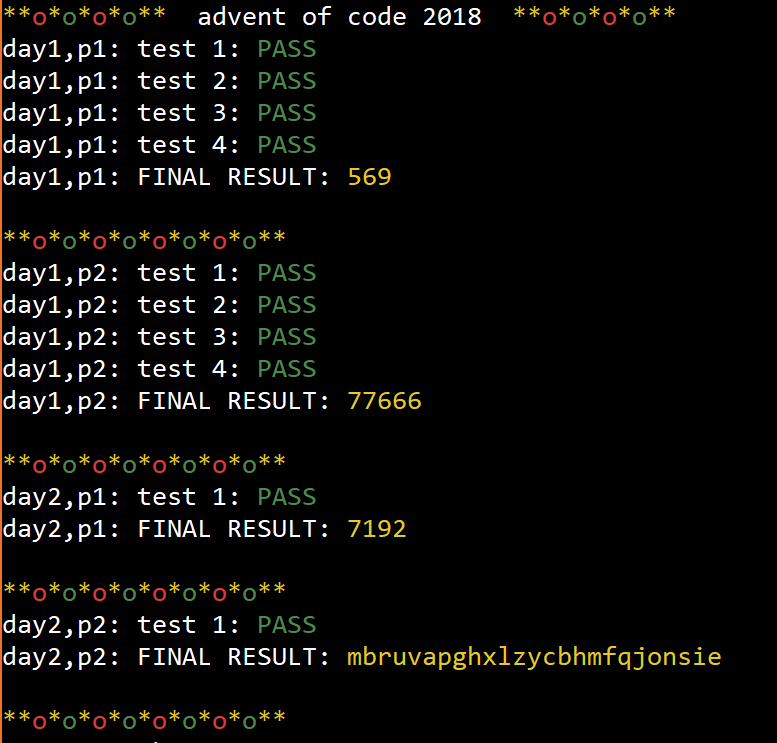 **o*o*o*o**  advent of code 2018  **o*o*o*o**
day1,p1: test 1: PASS
day1,p1: test 2: PASS
day1,p1: test 3: PASS
day1,p1: test 4: PASS
day1,p1: FINAL RESULT: 569
**o*o*o*o*o*o*o*o**
day1,p2: test 1: PASS
day1,p2: test 2: PASS
day1,p2: test 3: PASS
day1,p2: test 4: PASS
day1,p2: FINAL RESULT: 77666
**o*o*o*o*o*o*o*o**
day2,p1: test 1: PASS
day2,p1: FINAL RESULT: 7192
**o*o*o*o*o*o*o*o**
day2,p2: test 1: PASS
day2,p2: FINAL RESULT: mbruvapghxlzycbhmfqjonsie
**o*o*o*o*o*o*o*o**